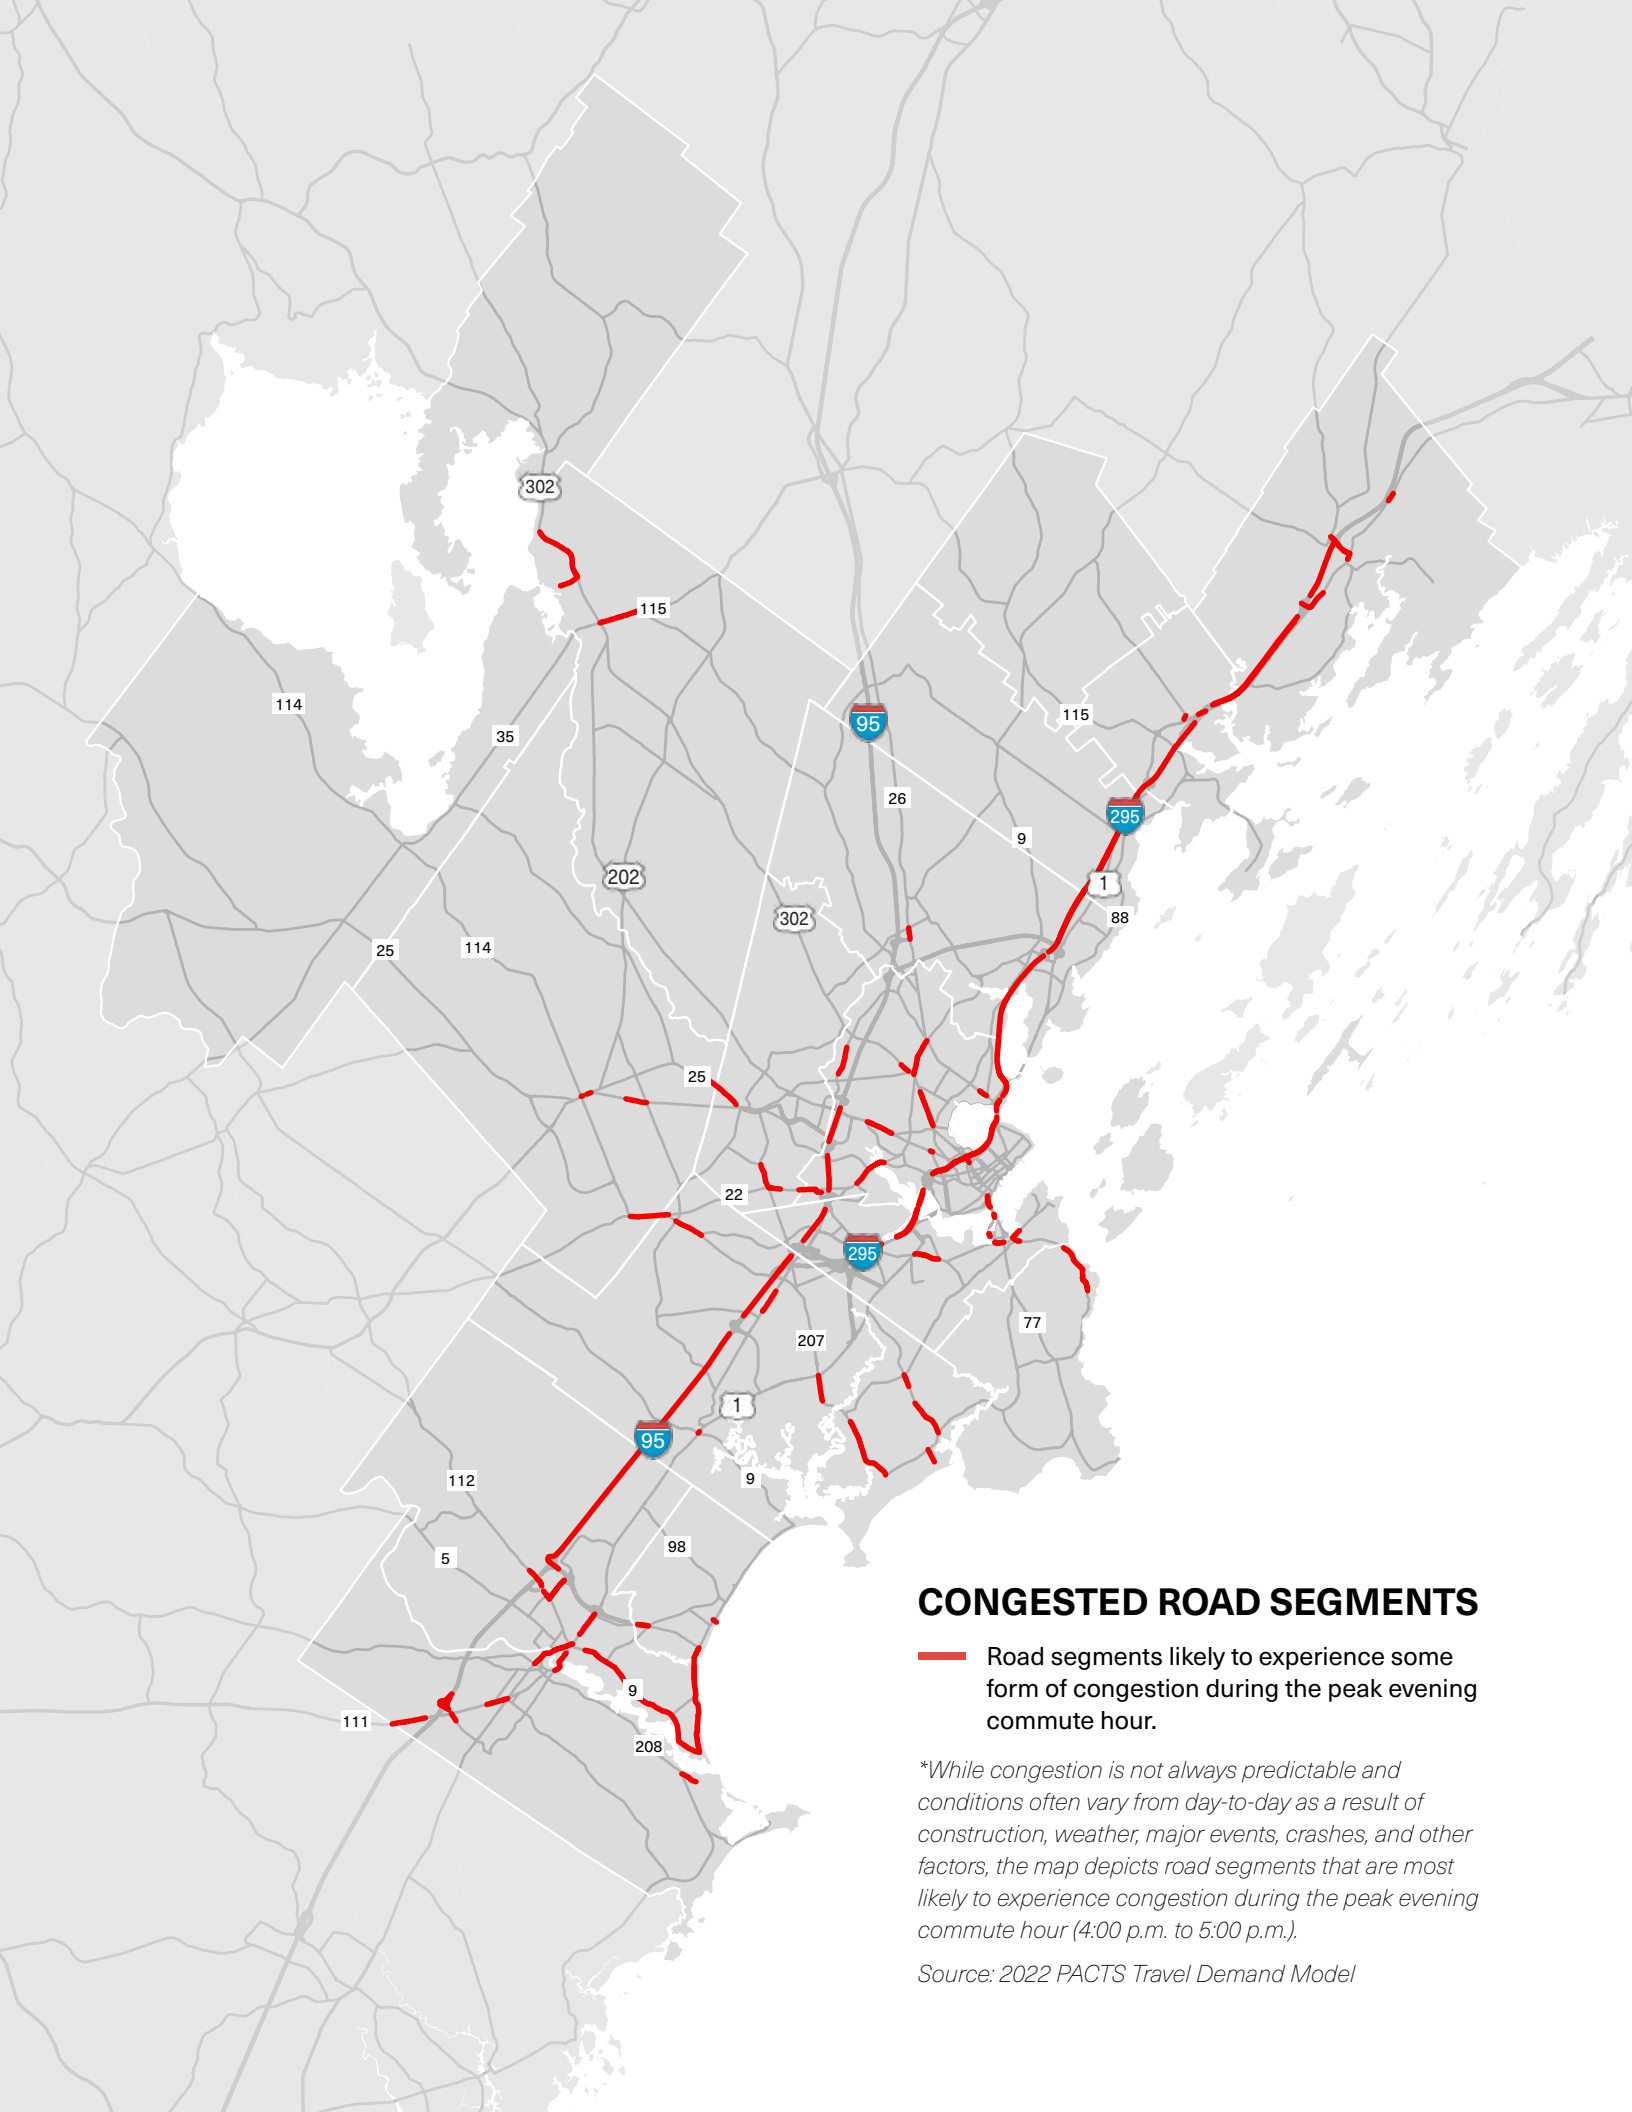 302
115
114
35
95
115
26
295
9
202
1
302
88
25
114
25
22
295
77
207
1
95
9
112
98
5
9
111
208
CONGESTED ROAD SEGMENTS
Road segments likely to experience some
form of congestion during the peak evening
commute hour.
*While congestion is not always predictable and
conditions often vary from day-to-day as a result of
construction, weather, major events, crashes, and other
factors, the map depicts road segments that are most
likely to experience congestion during the peak evening
commute hour (4:00 p.m. to 5:00 p.m.).
Source: 2022 PACTS Travel Demand Model